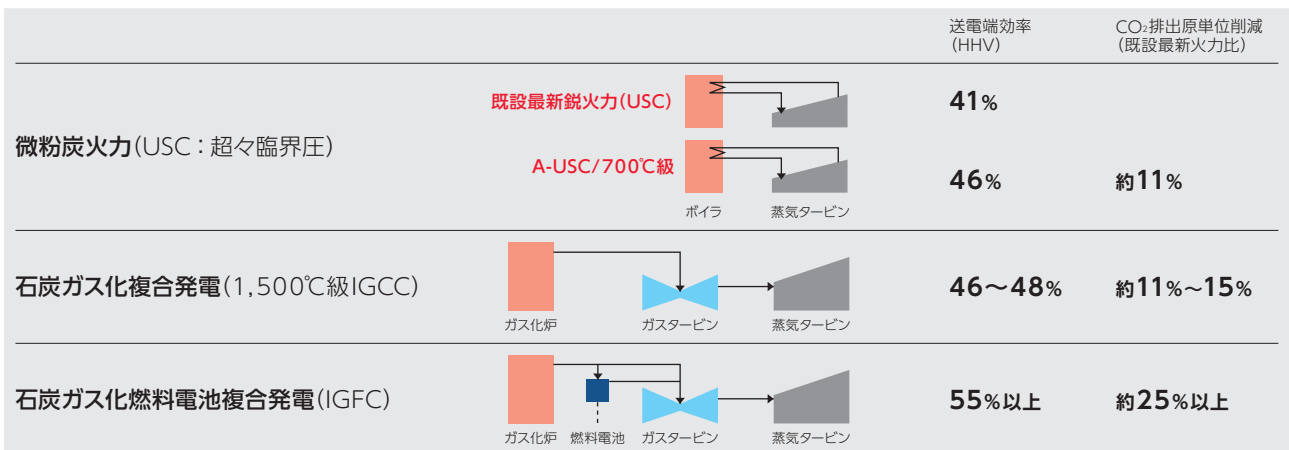 送電端効率
(HHV)
CO₂排出原単位削減
(既設最新火力比)
微粉炭火力(USC：超々臨界圧)
既設最新鋭火力(USC)
41%
A-USC/700℃級
46%
約11%
ボイラ
蒸気タービン
石炭ガス化複合発電(1,500℃級IGCC)
46～48%
約11%～15%
ガス化炉
ガスタービン
蒸気タービン
石炭ガス化燃料電池複合発電(IGFC)
55%以上
約25%以上
ガス化炉
燃料電池
ガスタービン
蒸気タービン